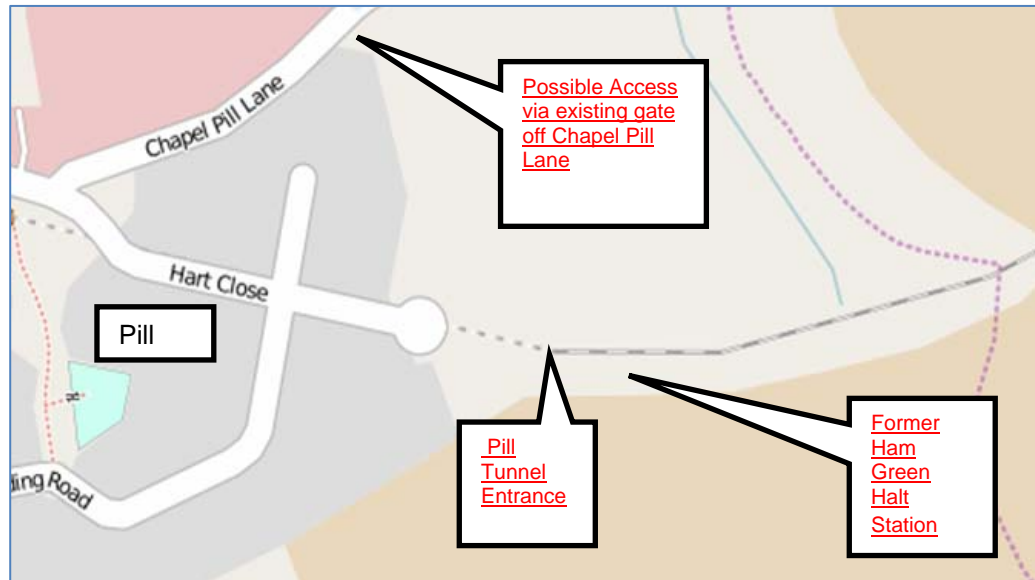 Possible Access
via existing gate
off Chapel Pill
Lane
Chapel Pill Lane
Hart Close
Pill
Pill
Tunnel
Entrance
Former
Ham
Green
Halt
Station
Road